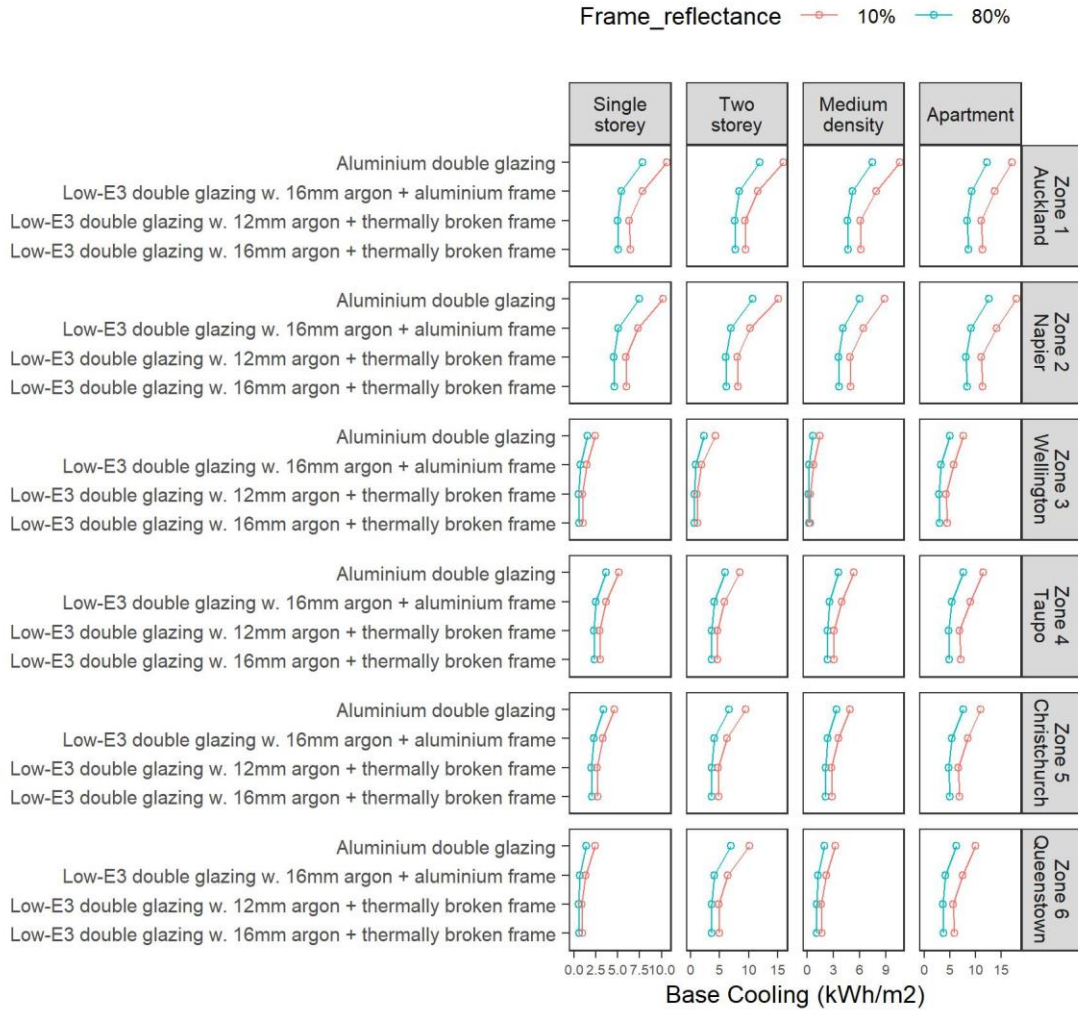 Frame_reflectance 10% 80%
Single storey
Two storey
Medium density
Apartment
Aluminium double glazing
Low-E3 double glazing w. 16mm argon + aluminium frame
Low-E3 double glazing w. 12mm argon + thermally broken frame
Low-E3 double glazing w. 16mm argon + thermally broken frame
Zone 1 Auckland
Aluminium double glazing
Low-E3 double glazing w. 16mm argon + aluminium frame
Low-E3 double glazing w. 12mm argon + thermally broken frame
Low-E3 double glazing w. 16mm argon + thermally broken frame
Zone 2 Napier
Aluminium double glazing
Low-E3 double glazing w. 16mm argon + aluminium frame
Low-E3 double glazing w. 12mm argon + thermally broken frame
Low-E3 double glazing w. 16mm argon + thermally broken frame
Zone 3 Wellington
Aluminium double glazing
Low-E3 double glazing w. 16mm argon + aluminium frame
Low-E3 double glazing w. 12mm argon + thermally broken frame
Low-E3 double glazing w. 16mm argon + thermally broken frame
Zone 4 Taupo
Aluminium double glazing
Low-E3 double glazing w. 16mm argon + aluminium frame
Low-E3 double glazing w. 12mm argon + thermally broken frame
Low-E3 double glazing w. 16mm argon + thermally broken frame
Zone 5 Christchurch
Aluminium double glazing
Low-E3 double glazing w. 16mm argon + aluminium frame
Low-E3 double glazing w. 12mm argon + thermally broken frame
Low-E3 double glazing w. 16mm argon + thermally broken frame
Zone 6 Queenstown
0.0 2.5 5.0 7.5 10.0 0 5 10 15 0 3 6 9 0 5 10 15
Base Cooling (kWh/m2)